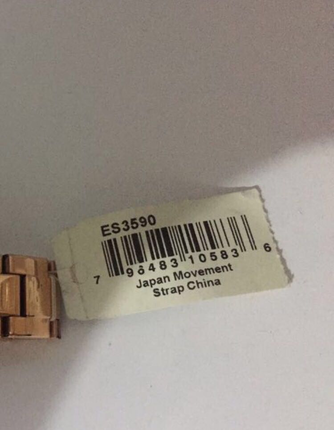 ES3590
7 96483 10583 6
Japan Movement
Strap China